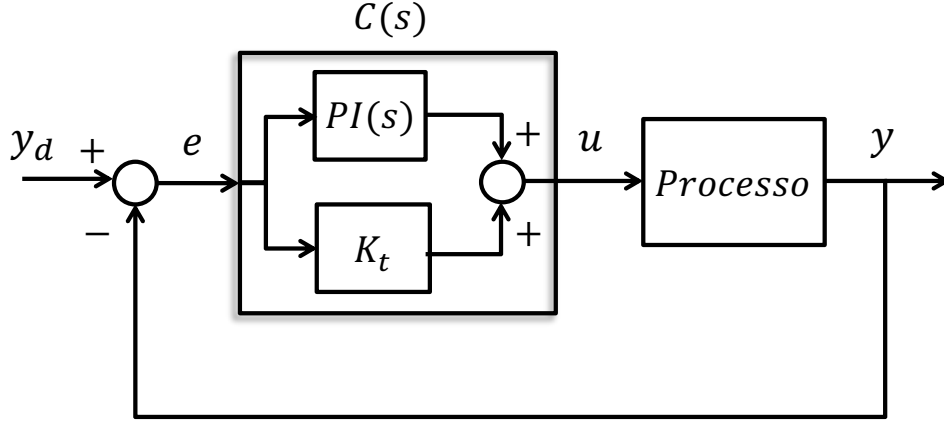 C(s)
PI(s)
y_d + e + u Processo y
−
K_t +